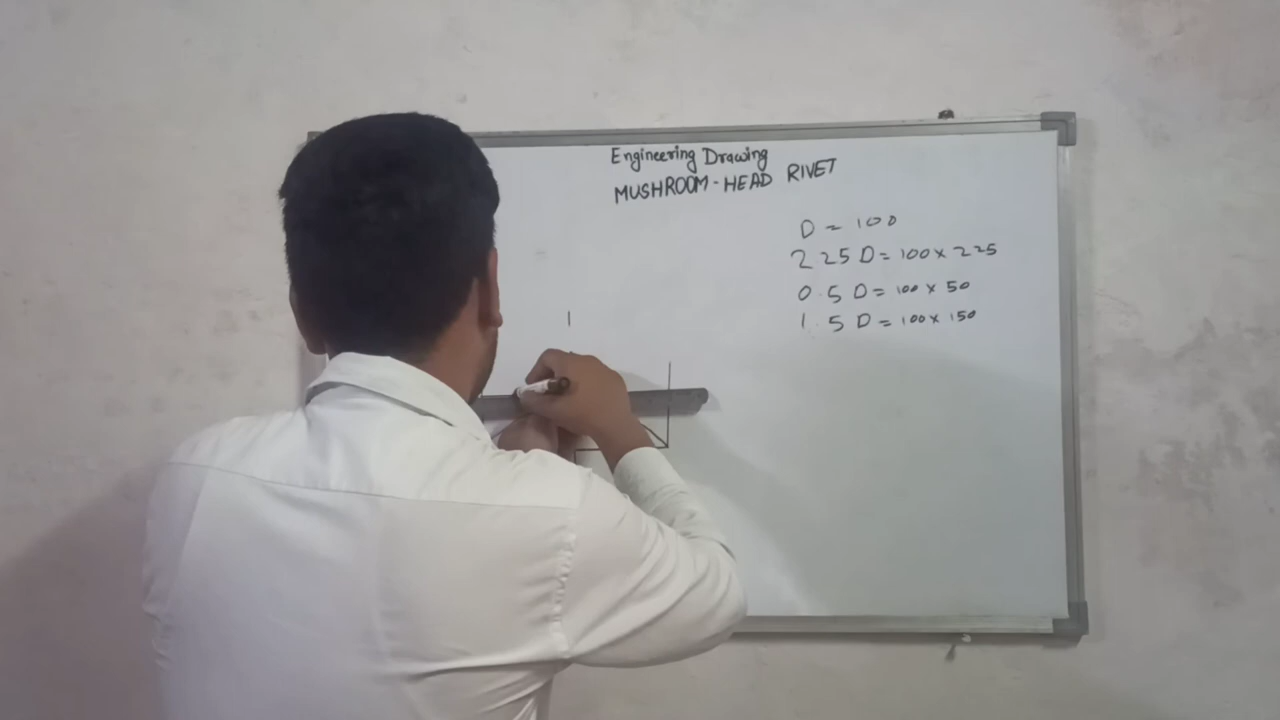 Engineering Drawing
MUSHROOM-HEAD RIVET
D = 100
2 25 D = 100 x 225
0.5 D = 100 x 50
1.5 D = 100 x 150